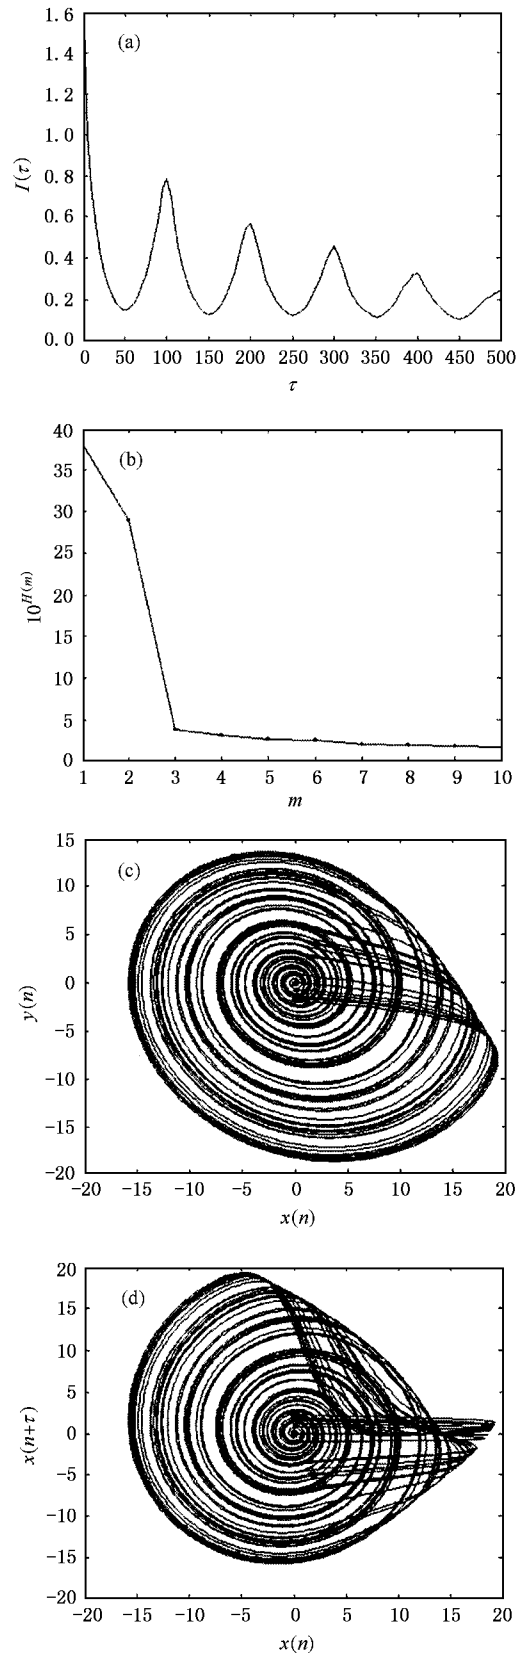 (a)
1.6
1.4
1.2
1.0
0.8
0.6
0.4
0.2
0.0
I(τ)
0 50 100 150 200 250 300 350 400 450 500
τ
(b)
40
35
30
25
20
15
10
5
0
10^H(m)
1 2 3 4 5 6 7 8 9 10
m
(c)
15
10
5
0
−5
−10
−15
−20
y(n)
−20 −15 −10 −5 0 5 10 15 20
x(n)
(d)
20
15
10
5
0
−5
−10
−15
−20
x(n+τ)
−20 −15 −10 −5 0 5 10 15 20
x(n)